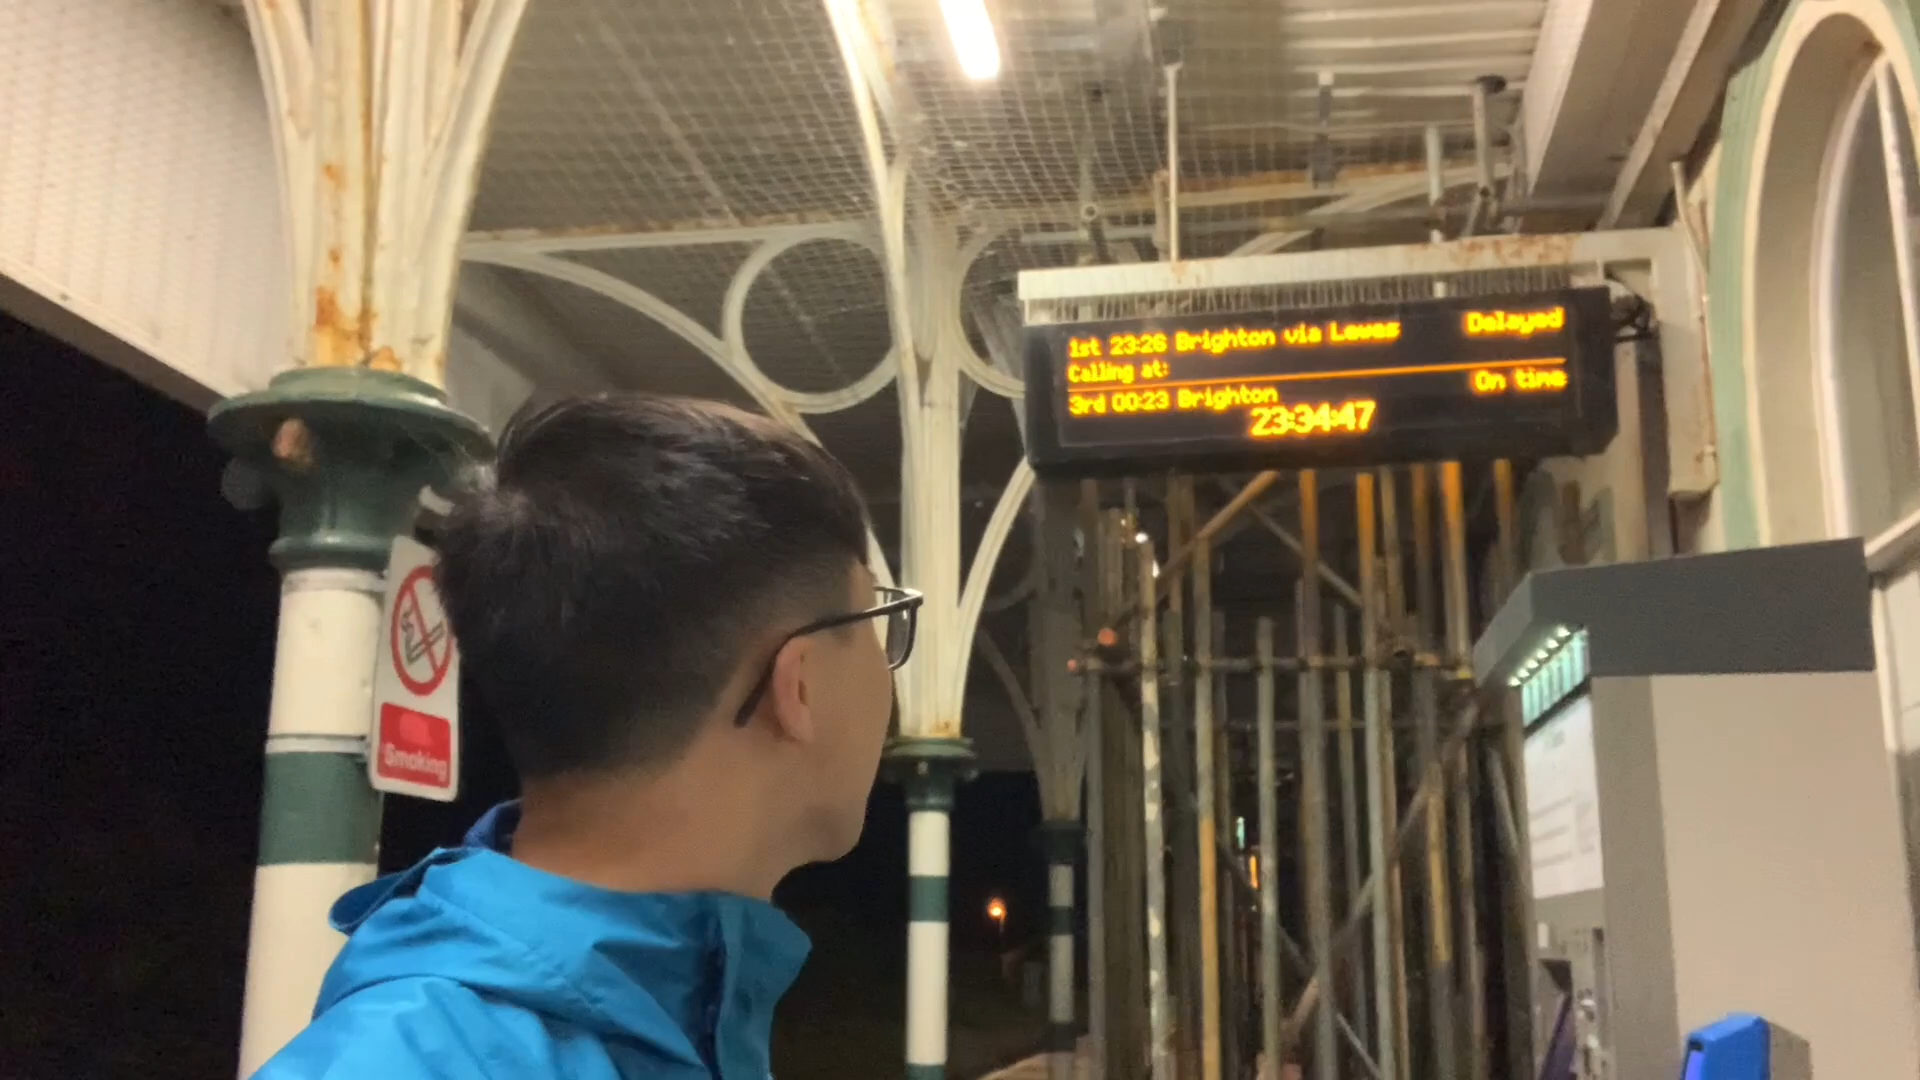 1st 23:26 Brighton via Lewes Delayed
Calling at:
3rd 00:23 Brighton On time
23:34:47
Smoking